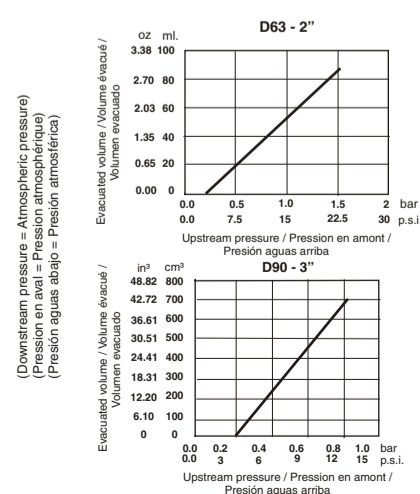 (Downstream pressure = Atmospheric pressure)
(Pression en aval = Pression atmosphérique)
(Presión aguas abajo = Presión atmosférica)
D63 - 2”
Evacuated volume / Volume évacué /
Volumen evacuado
oz ml.
3.38 100
2.70 80
2.03 60
1.35 40
0.65 20
0.00 0
0 0.5 1.0 1.5 2 bar
0.0 7.5 15 22.5 30 p.s.i.
Upstream pressure / Pression en amont /
Presión aguas arriba
D90 - 3”
Evacuated volume / Volume évacué /
Volumen evacuado
in³ cm³
48.82 800
42.72 700
36.61 600
30.51 500
24.41 400
18.31 300
12.20 200
6.10 100
0 0
0.0 0.2 0.4 0.6 0.8 1.0 bar
0.0 3 6 9 12 15 p.s.i.
Upstream pressure / Pression en amont /
Presión aguas arriba